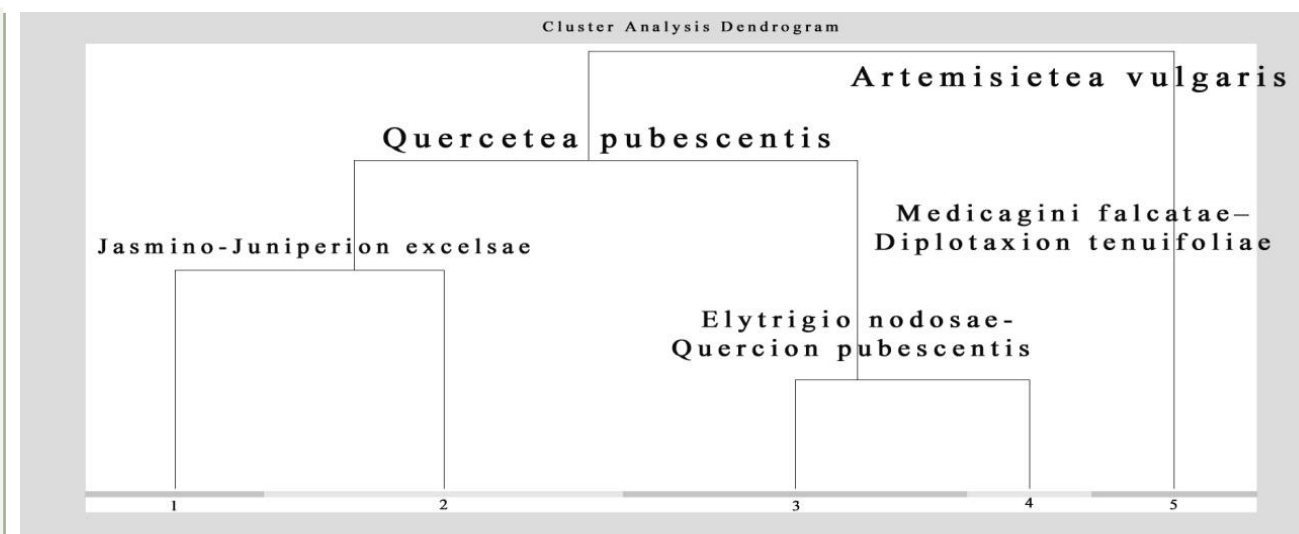 Cluster Analysis Dendrogram
Artemisietea vulgaris
Quercetea pubescentis
Medicagini falcatae–
Diplotaxion tenuifoliae
Jasmino-Juniperion excelsae
Elytrigio nodosae-
Quercion pubescentis
1 2 3 4 5